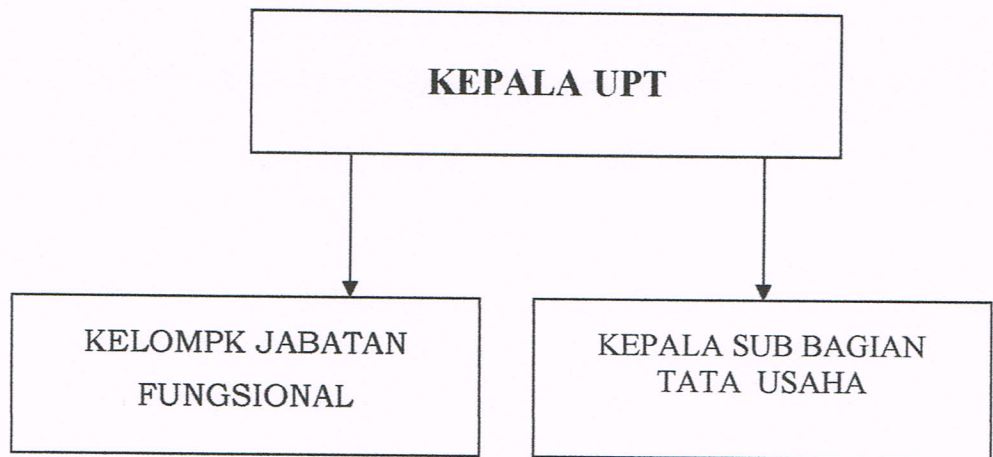 KEPALA UPT
KELOMPK JABATAN
FUNGSIONAL
KEPALA SUB BAGIAN
TATA USAHA